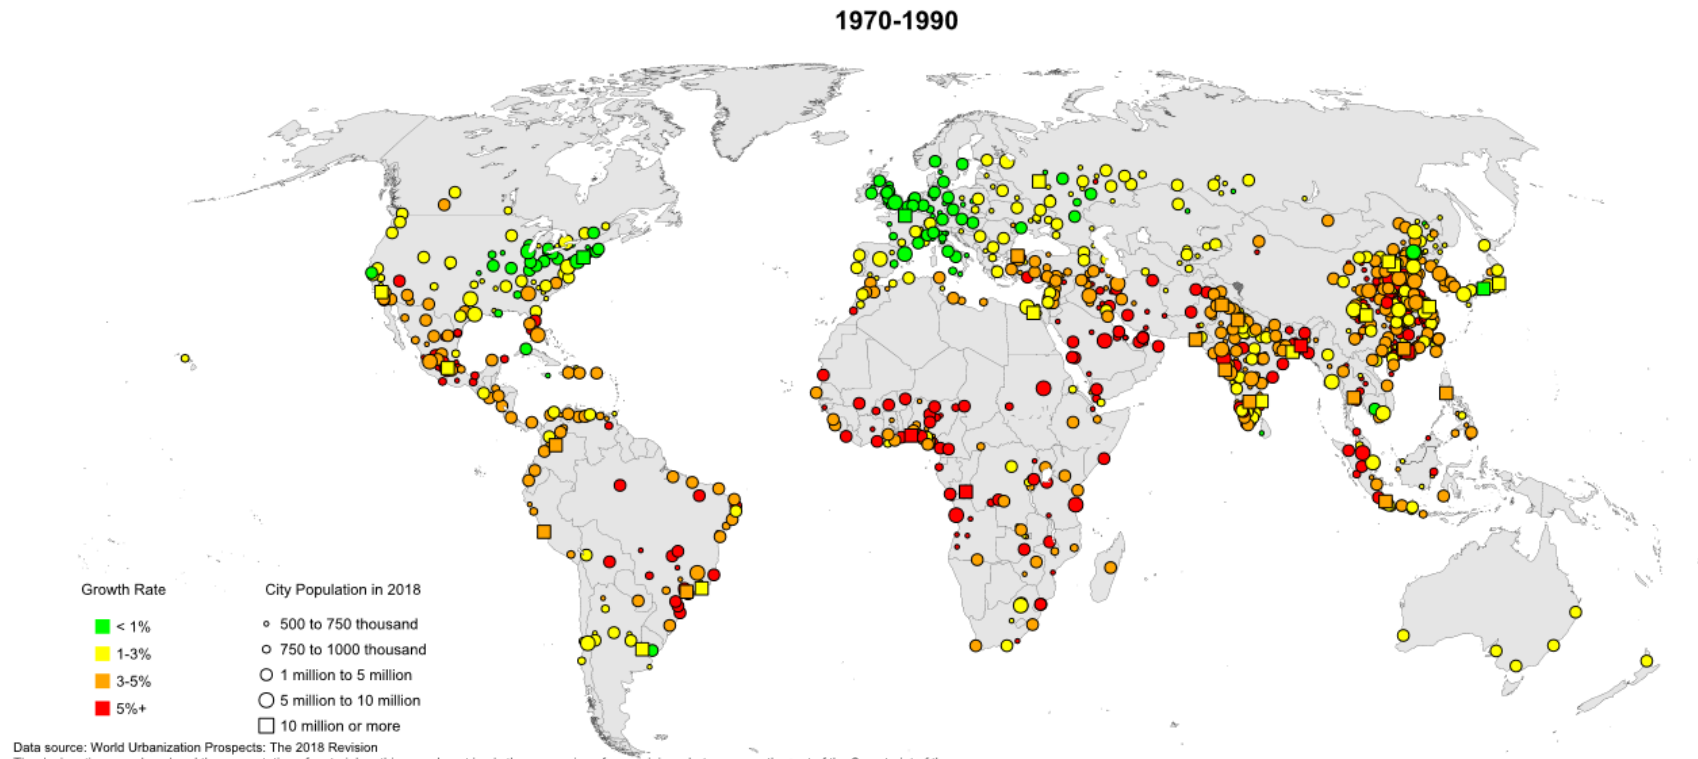 1970-1990
Growth Rate
< 1%
1-3%
3-5%
5%+
City Population in 2018
500 to 750 thousand
750 to 1000 thousand
1 million to 5 million
5 million to 10 million
10 million or more
Data source: World Urbanization Prospects: The 2018 Revision